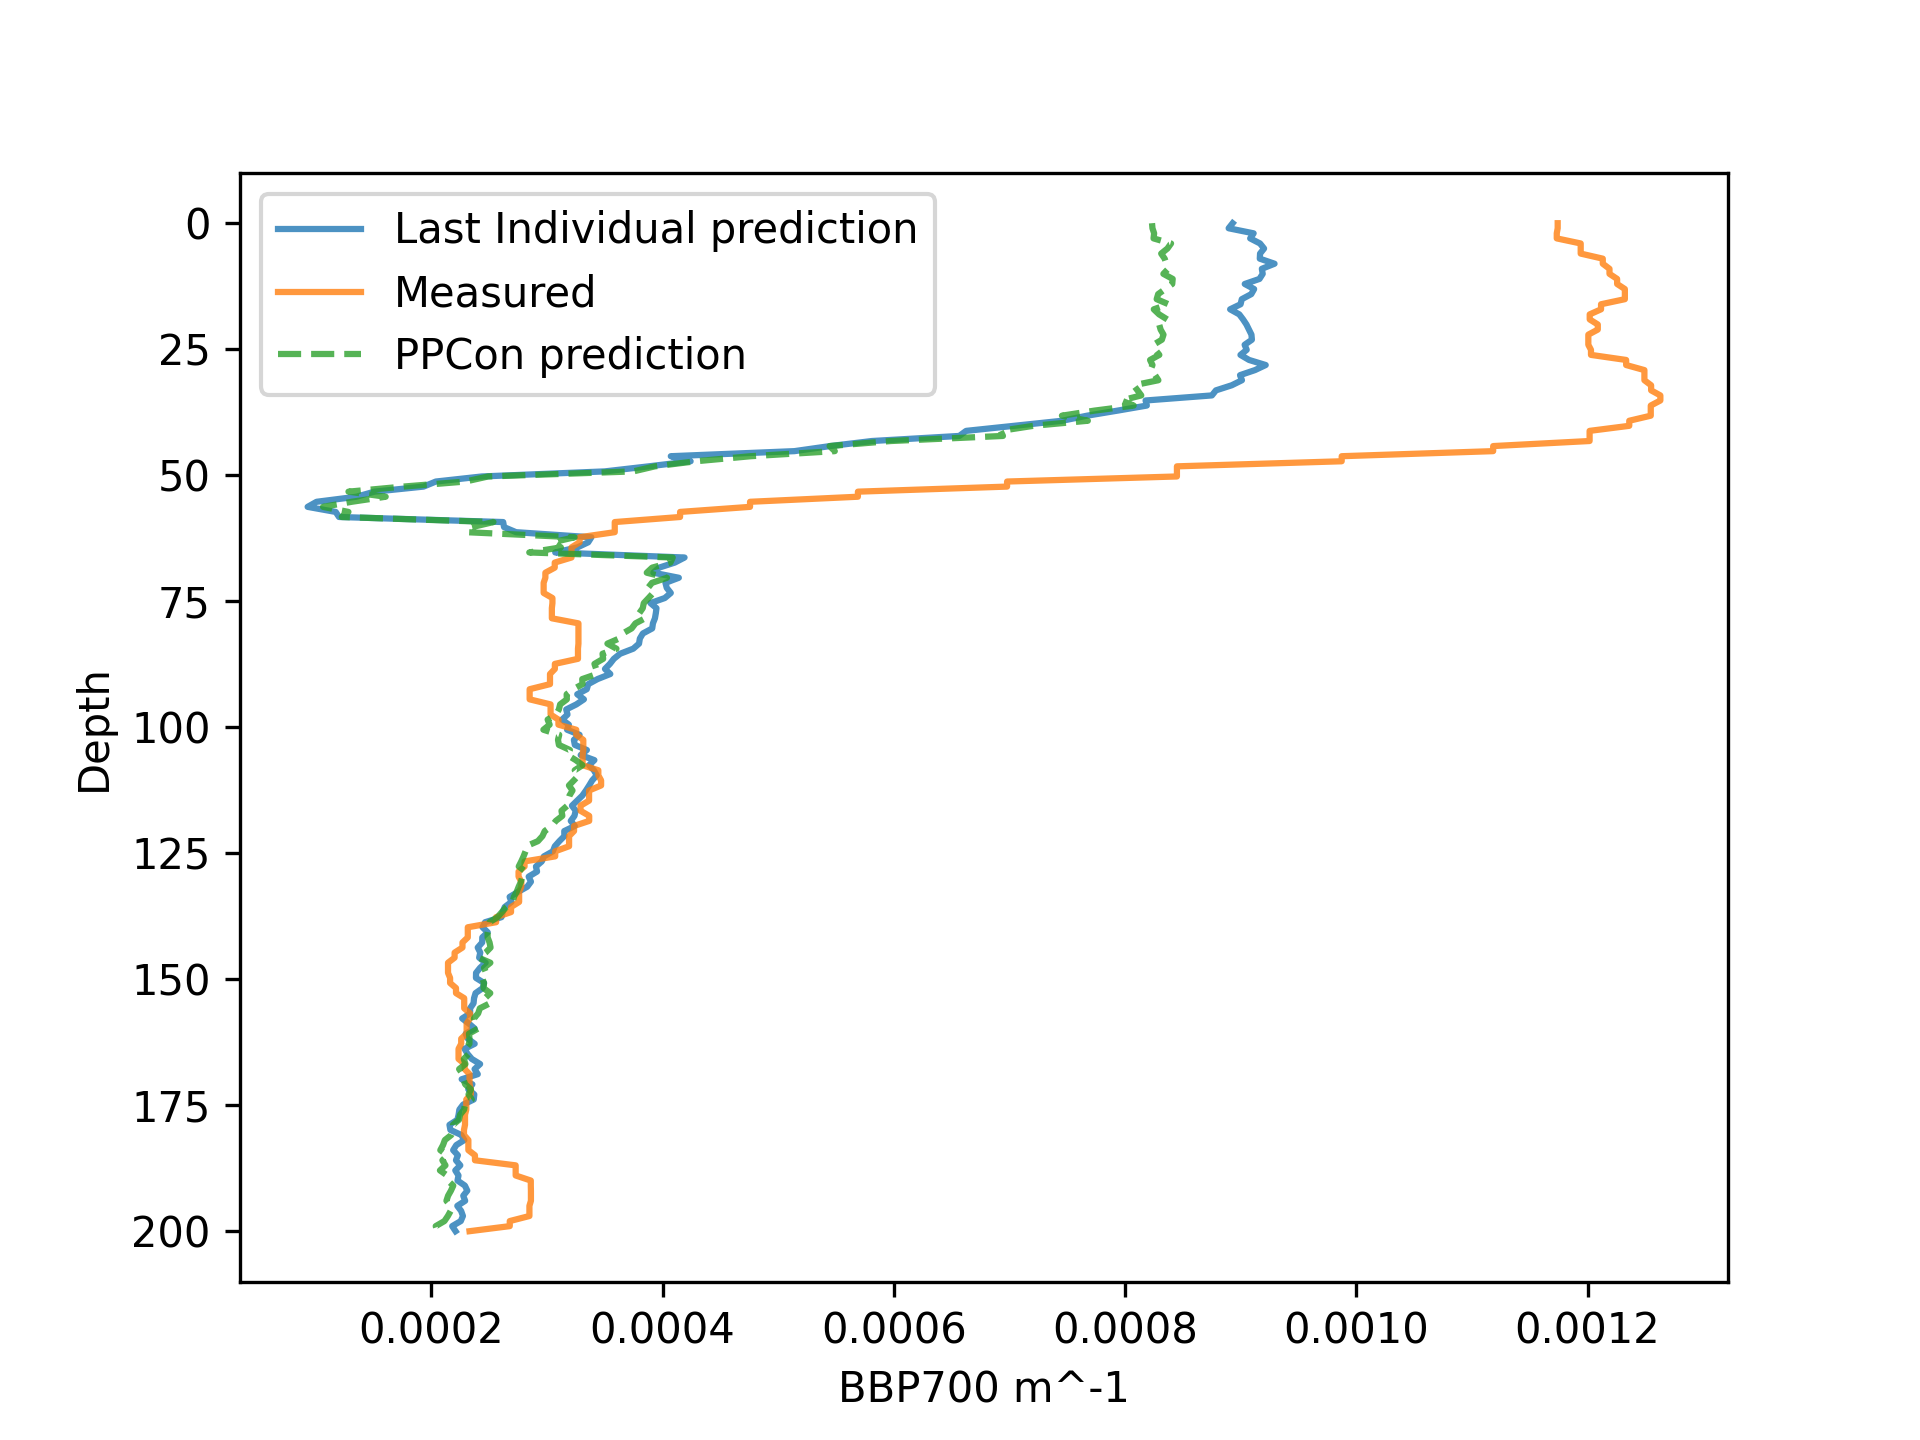 Last Individual prediction
Measured
PPCon prediction
0
25
50
75
100
125
150
175
200
Depth
0.0002 0.0004 0.0006 0.0008 0.0010 0.0012
BBP700 m^-1